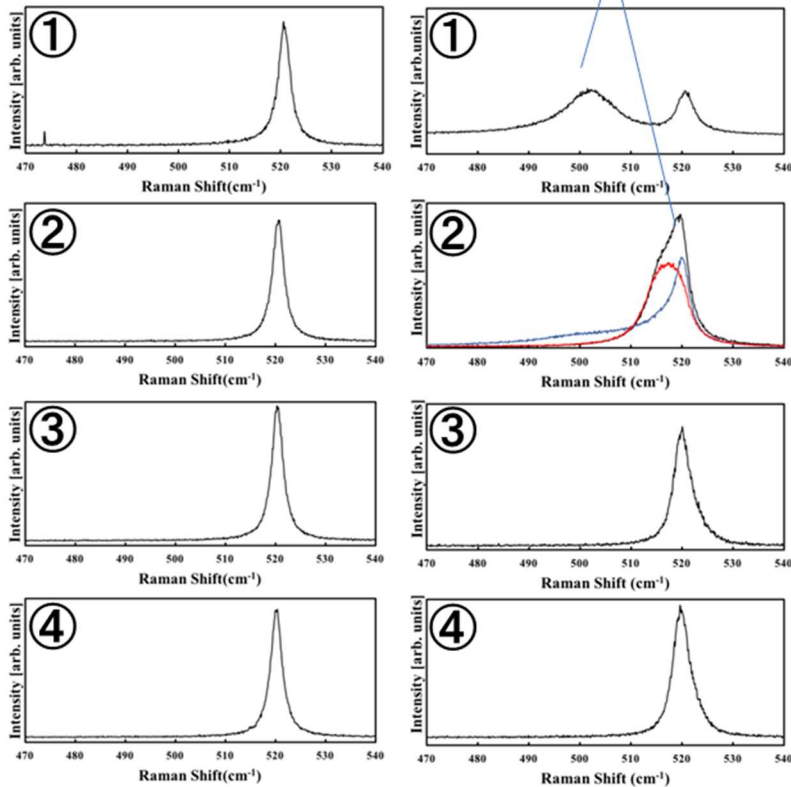 ①
Intensity [arb. units]
470 480 490 500 510 520 530 540
Raman Shift(cm-1)
①
Intensity [arb.units]
470 480 490 500 510 520 530 540
Raman Shift (cm-1)
②
Intensity [arb. units]
470 480 490 500 510 520 530 540
Raman Shift(cm-1)
②
Intensity [arb. units]
470 480 490 500 510 520 530 540
Raman Shift (cm-1)
③
Intensity [arb. units]
470 480 490 500 510 520 530 540
Raman Shift(cm-1)
③
Intensity [arb. units]
470 480 490 500 510 520 530 540
Raman Shift (cm-1)
④
Intensity [arb. units]
470 480 490 500 510 520 530 540
Raman Shift(cm-1)
④
Intensity [arb. units]
470 480 490 500 510 520 530 540
Raman Shift (cm-1)